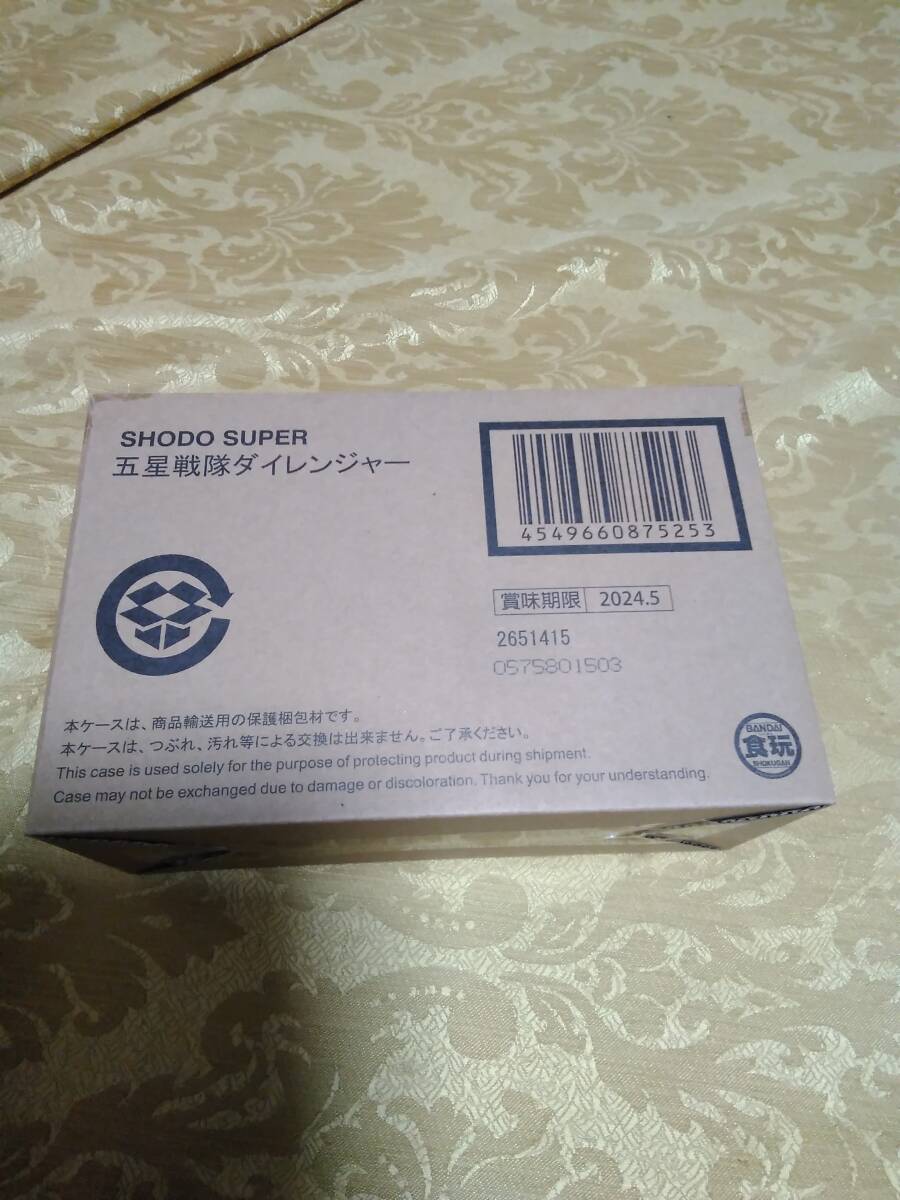 SHODO SUPER
五星戦隊ダイレンジャー
4549660875253
賞味期限 2024.5
2651415
0575801503
本ケースは、商品輸送用の保護梱包材です。
本ケースは、つぶれ、汚れ等による交換は出来ません。ご了承ください。
This case is used solely for the purpose of protecting product during shipment.
Case may not be exchanged due to damage or discoloration. Thank you for your understanding.
BANDAI
食玩
SHOKUGAN